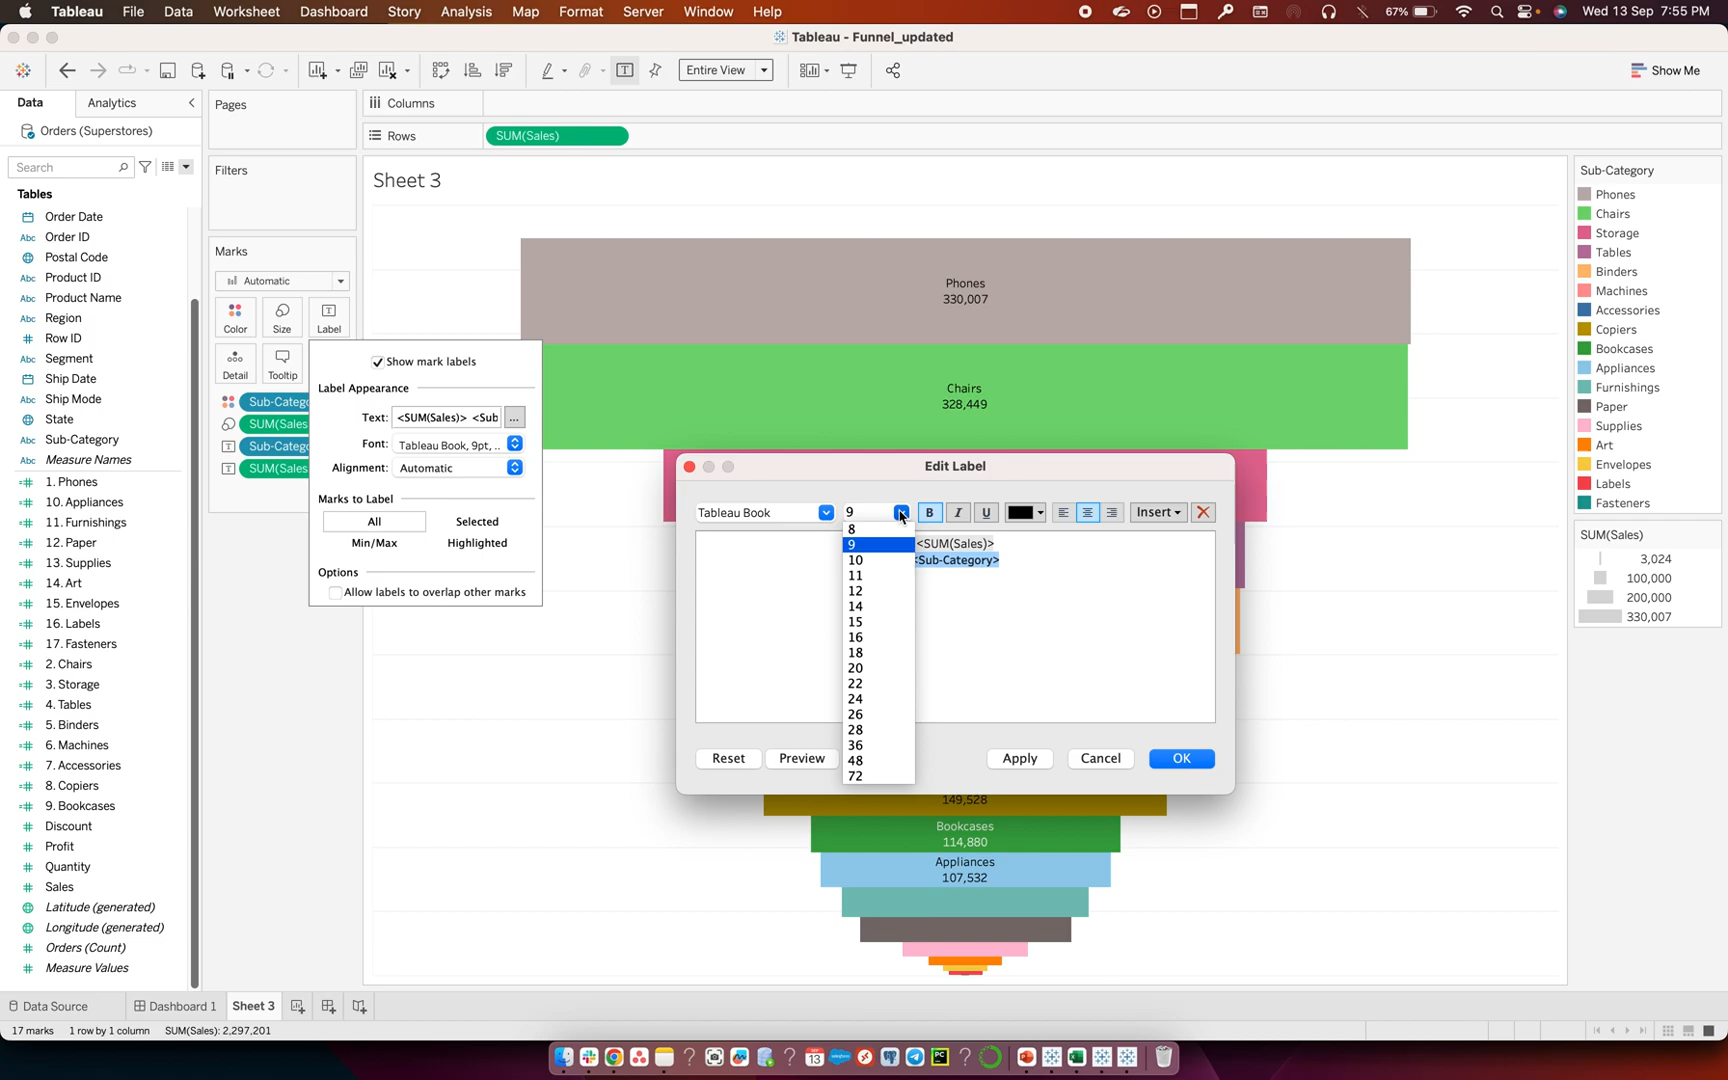 Tableau File Data Worksheet Dashboard Story Analysis Map Format Server Window Help 67% Wed 13 Sep 7:55 PM
Tableau - Funnel_updated
Entire View Show Me
Data Analytics
Orders (Superstores)
Search
Tables
Order Date
Abc Order ID
Postal Code
Abc Product ID
Abc Product Name
Abc Region
Row ID
Abc Segment
Ship Date
Abc Ship Mode
State
Abc Sub-Category
Abc Measure Names
1. Phones
10. Appliances
11. Furnishings
12. Paper
13. Supplies
14. Art
15. Envelopes
16. Labels
17. Fasteners
2. Chairs
3. Storage
4. Tables
5. Binders
6. Machines
7. Accessories
8. Copiers
9. Bookcases
Discount
Profit
Quantity
Sales
Latitude (generated)
Longitude (generated)
Orders (Count)
Measure Values
Pages
Filters
Marks
Automatic
Color Size Label
Detail Tooltip
Sub-Catego
SUM(Sales
Sub-Catego
SUM(Sales
Columns
Rows SUM(Sales)
Sheet 3
Phones
330,007
Chairs
328,449
149,528
Bookcases
114,880
Appliances
107,532
Show mark labels
Label Appearance
Text: <SUM(Sales)> <Sub ...
Font: Tableau Book, 9pt, ..
Alignment: Automatic
Marks to Label
All Selected
Min/Max Highlighted
Options
Allow labels to overlap other marks
Edit Label
Tableau Book 9 B I U Insert
<SUM(Sales)>
<Sub-Category>
8
9
10
11
12
14
15
16
18
20
22
24
26
28
36
48
72
Reset Preview Apply Cancel OK
Sub-Category
Phones
Chairs
Storage
Tables
Binders
Machines
Accessories
Copiers
Bookcases
Appliances
Furnishings
Paper
Supplies
Art
Envelopes
Labels
Fasteners
SUM(Sales)
3,024
100,000
200,000
330,007
Data Source Dashboard 1 Sheet 3
17 marks 1 row by 1 column SUM(Sales): 2,297,201